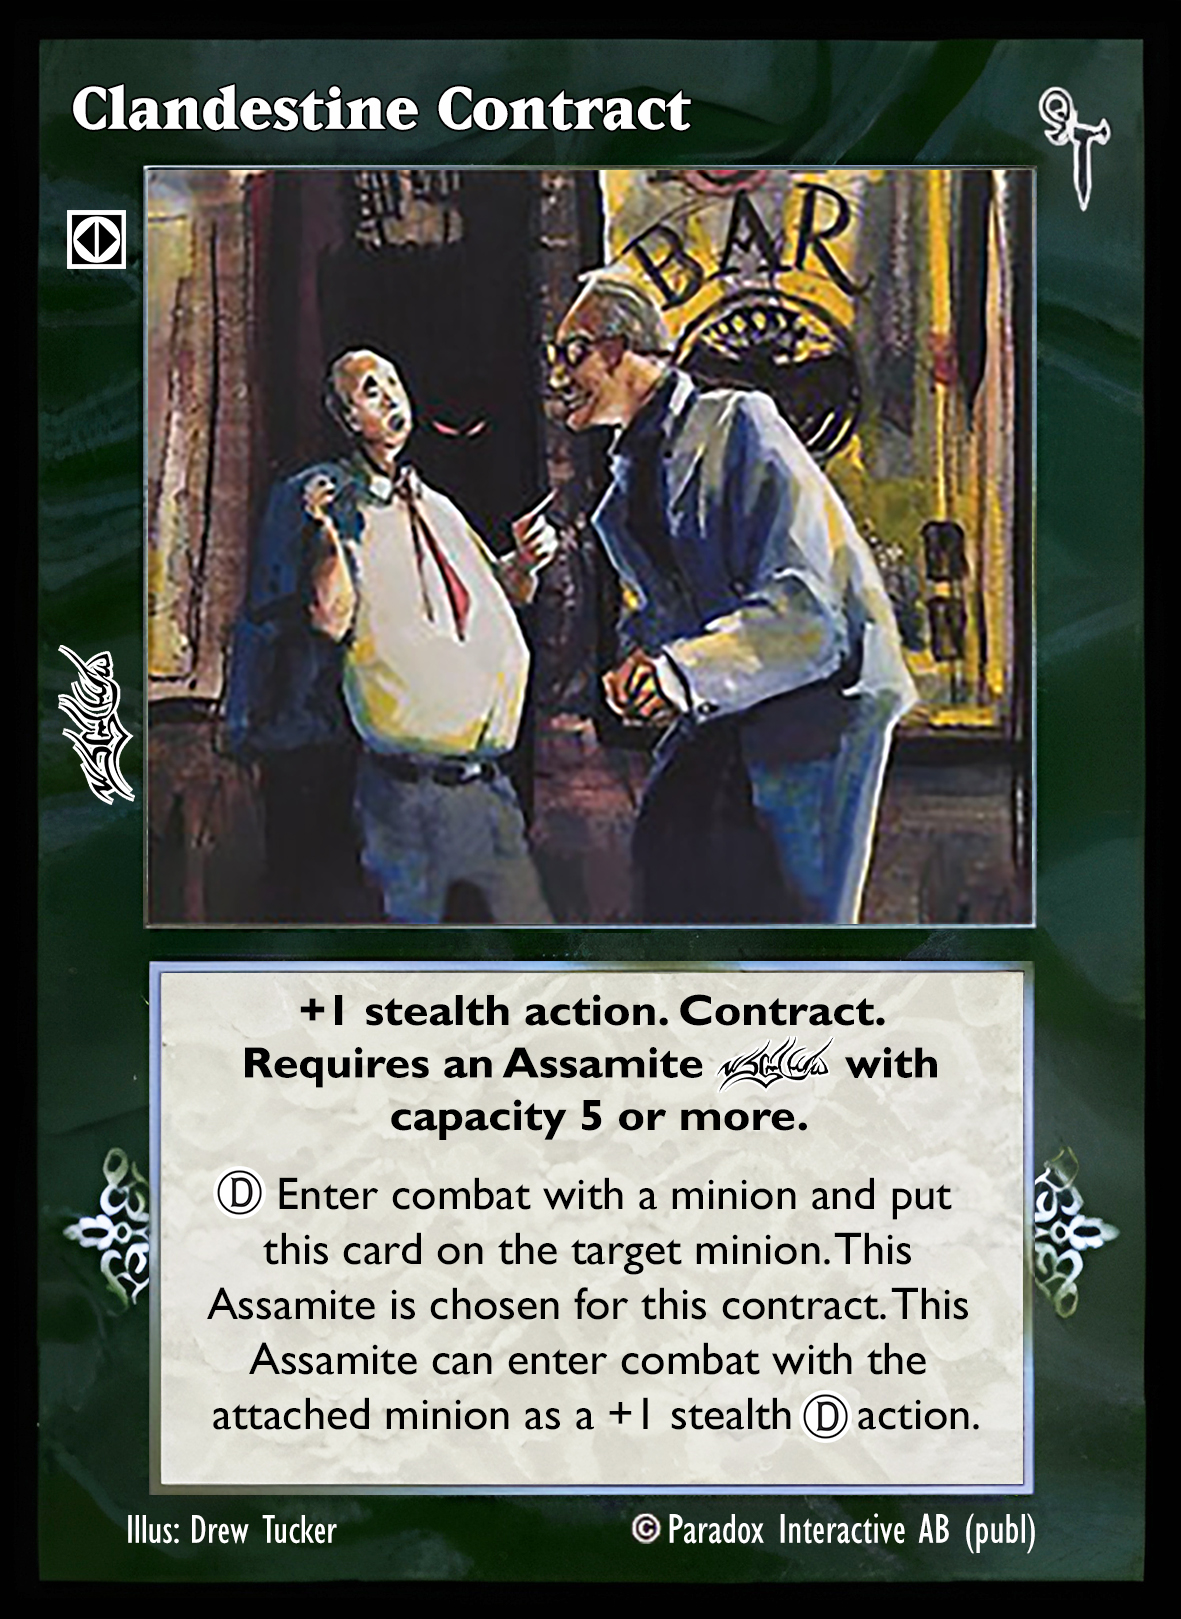 Clandestine Contract
BAR
+1 stealth action. Contract.
Requires an Assamite with
capacity 5 or more.
D Enter combat with a minion and put
this card on the target minion. This
Assamite is chosen for this contract. This
Assamite can enter combat with the
attached minion as a +1 stealth D action.
Illus: Drew Tucker
© Paradox Interactive AB (publ)